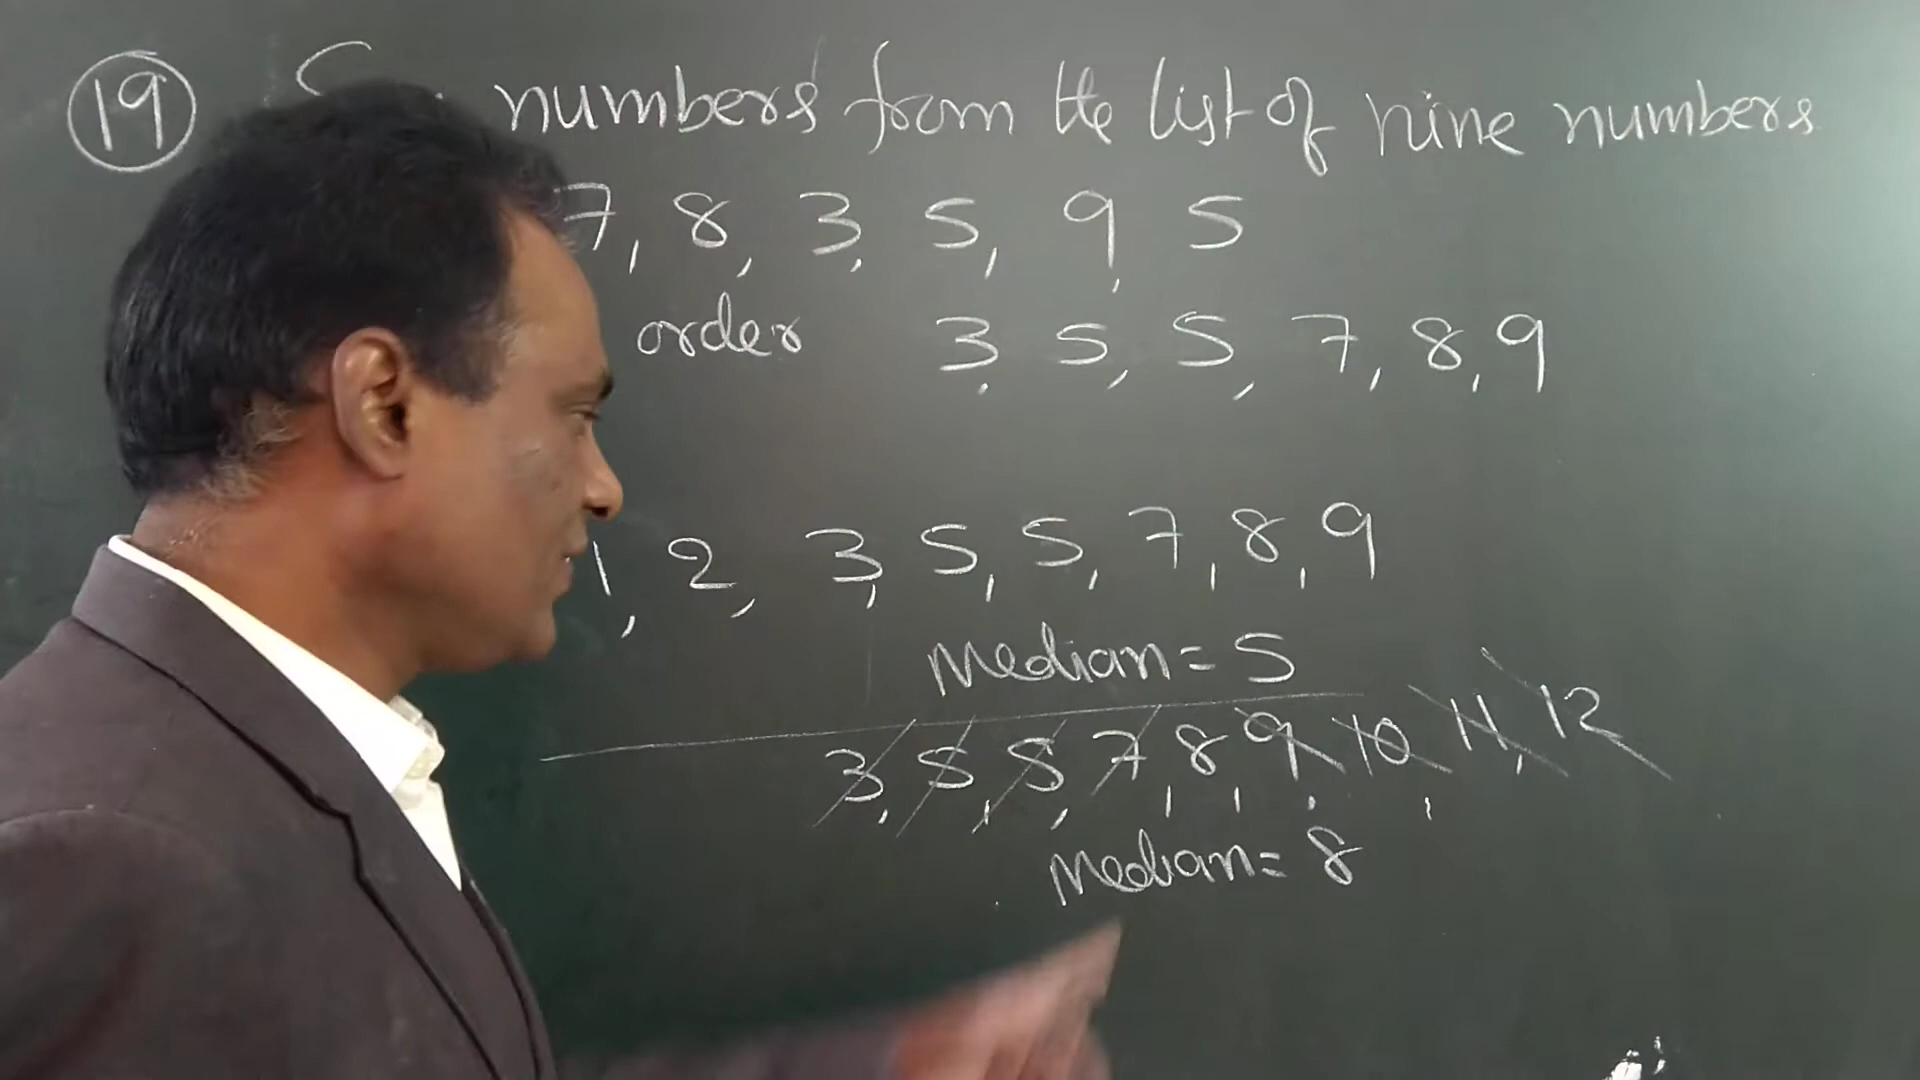 19 numbers from the list of nine numbers
7, 8, 3, 5, 9, 5
order 3, 5, 5, 7, 8, 9
1, 2, 3, 5, 5, 7, 8, 9
Median = 5
3, 5, 5, 7, 8, 9, 10, 11, 12
Median = 8